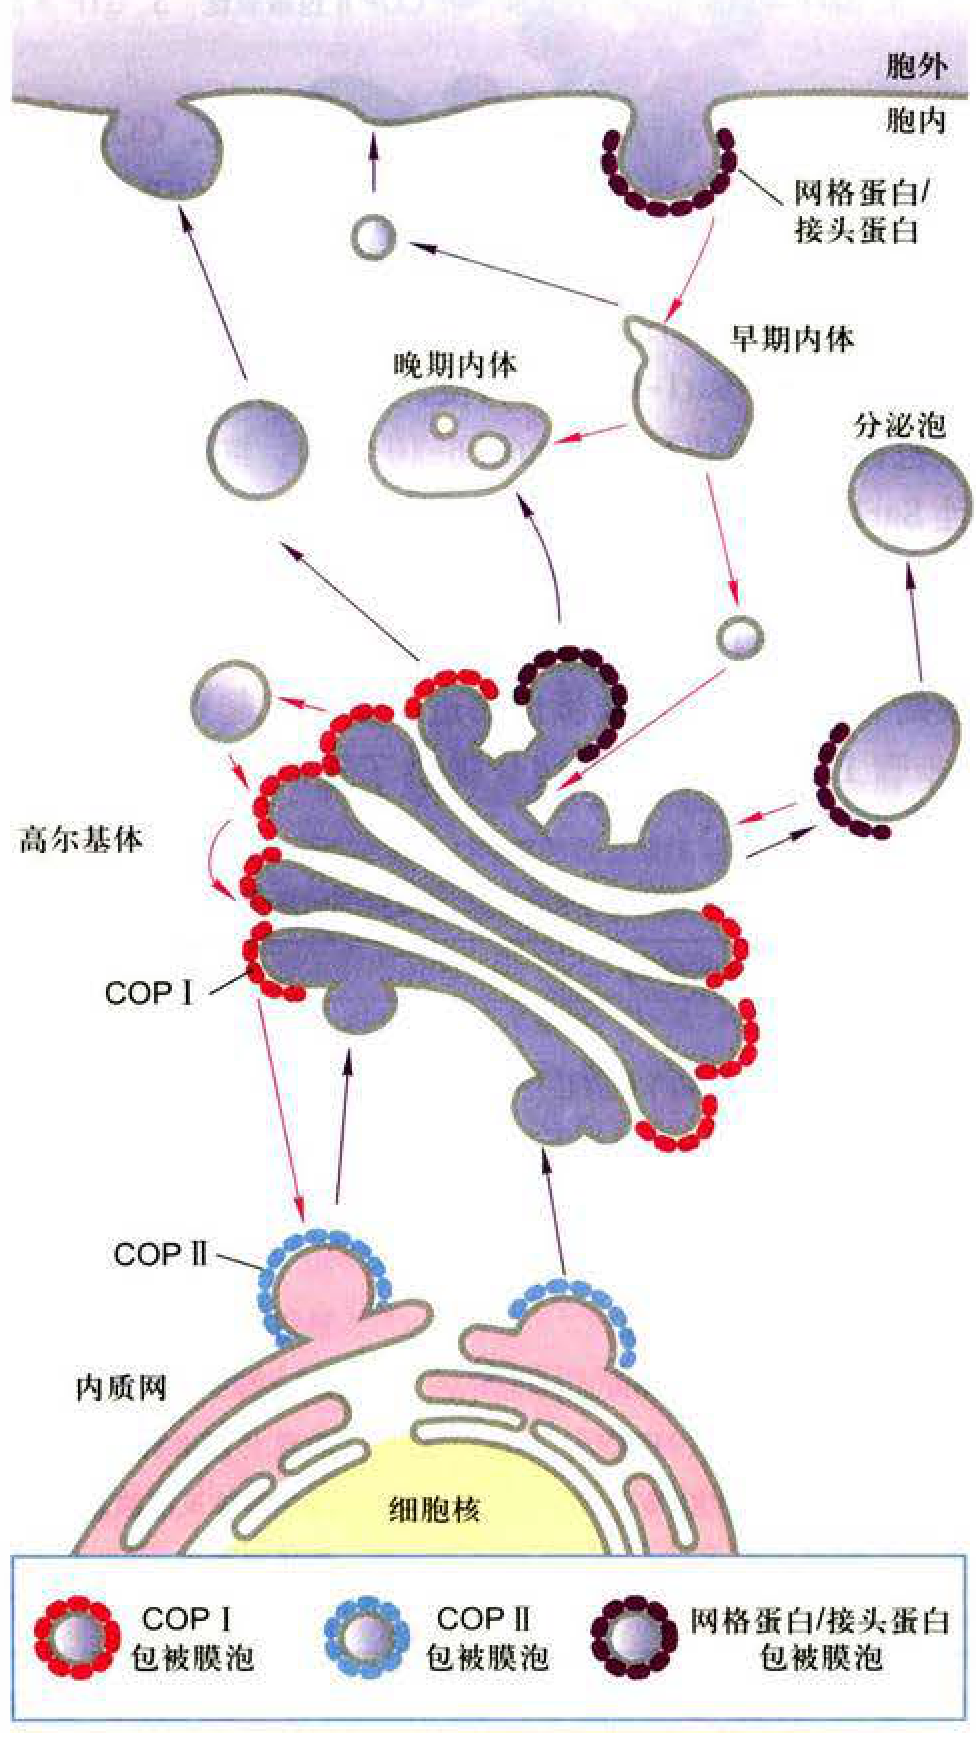 胞外
胞内
网格蛋白/
接头蛋白
早期内体
晚期内体
分泌泡
高尔基体
COP Ⅰ
COP Ⅱ
内质网
细胞核
COP Ⅰ
包被膜泡
COP Ⅱ
包被膜泡
网格蛋白/接头蛋白
包被膜泡